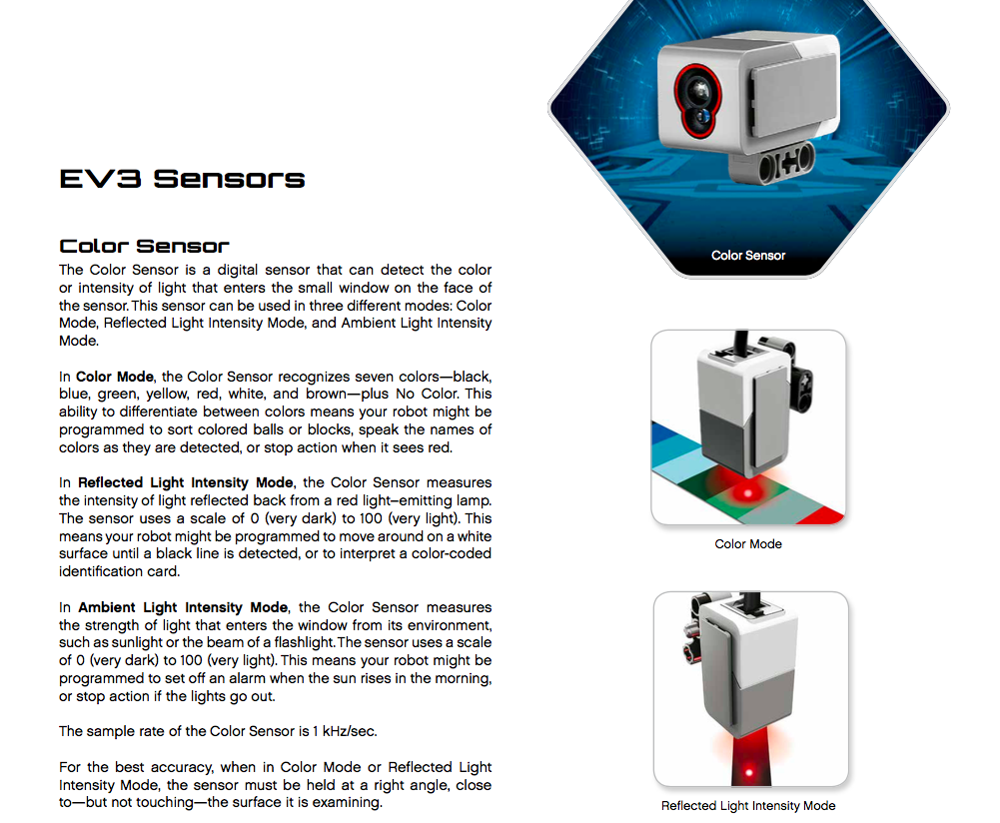 EV3 Sensors
Color Sensor
The Color Sensor is a digital sensor that can detect the color
or intensity of light that enters the small window on the face of
the sensor. This sensor can be used in three different modes: Color
Mode, Reflected Light Intensity Mode, and Ambient Light Intensity
Mode.
In Color Mode, the Color Sensor recognizes seven colors—black,
blue, green, yellow, red, white, and brown—plus No Color. This
ability to differentiate between colors means your robot might be
programmed to sort colored balls or blocks, speak the names of
colors as they are detected, or stop action when it sees red.
In Reflected Light Intensity Mode, the Color Sensor measures
the intensity of light reflected back from a red light–emitting lamp.
The sensor uses a scale of 0 (very dark) to 100 (very light). This
means your robot might be programmed to move around on a white
surface until a black line is detected, or to interpret a color-coded
identification card.
In Ambient Light Intensity Mode, the Color Sensor measures
the strength of light that enters the window from its environment,
such as sunlight or the beam of a flashlight. The sensor uses a scale
of 0 (very dark) to 100 (very light). This means your robot might be
programmed to set off an alarm when the sun rises in the morning,
or stop action if the lights go out.
The sample rate of the Color Sensor is 1 kHz/sec.
For the best accuracy, when in Color Mode or Reflected Light
Intensity Mode, the sensor must be held at a right angle, close
to—but not touching—the surface it is examining.
Color Sensor
Color Mode
Reflected Light Intensity Mode